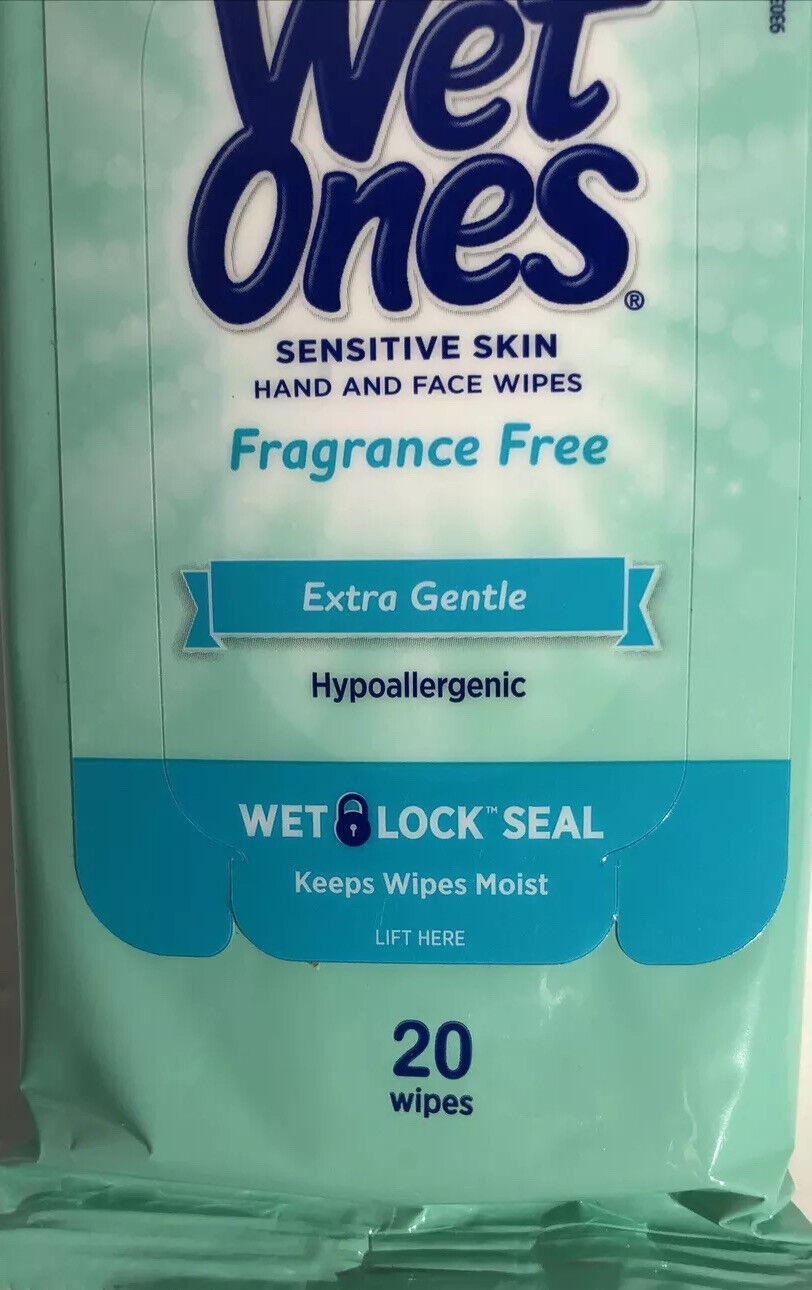 Wet
Ones®
SENSITIVE SKIN
HAND AND FACE WIPES
Fragrance Free
Extra Gentle
Hypoallergenic
WET LOCK™ SEAL
Keeps Wipes Moist
LIFT HERE
20
wipes